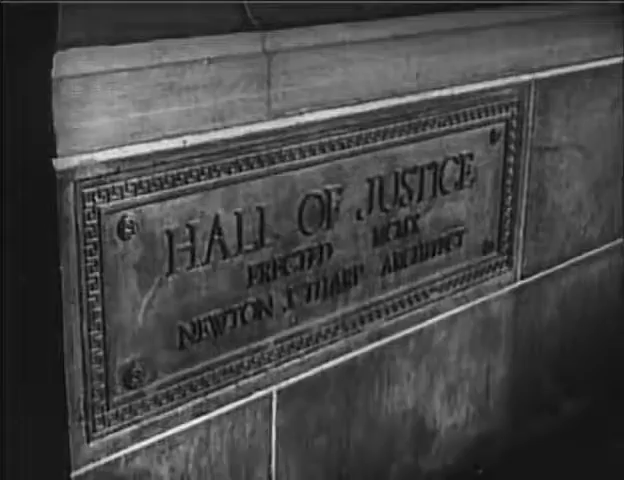 HALL OF JUSTICE
ERECTED MCMX
NEWTON J. THARP ARCHITECT